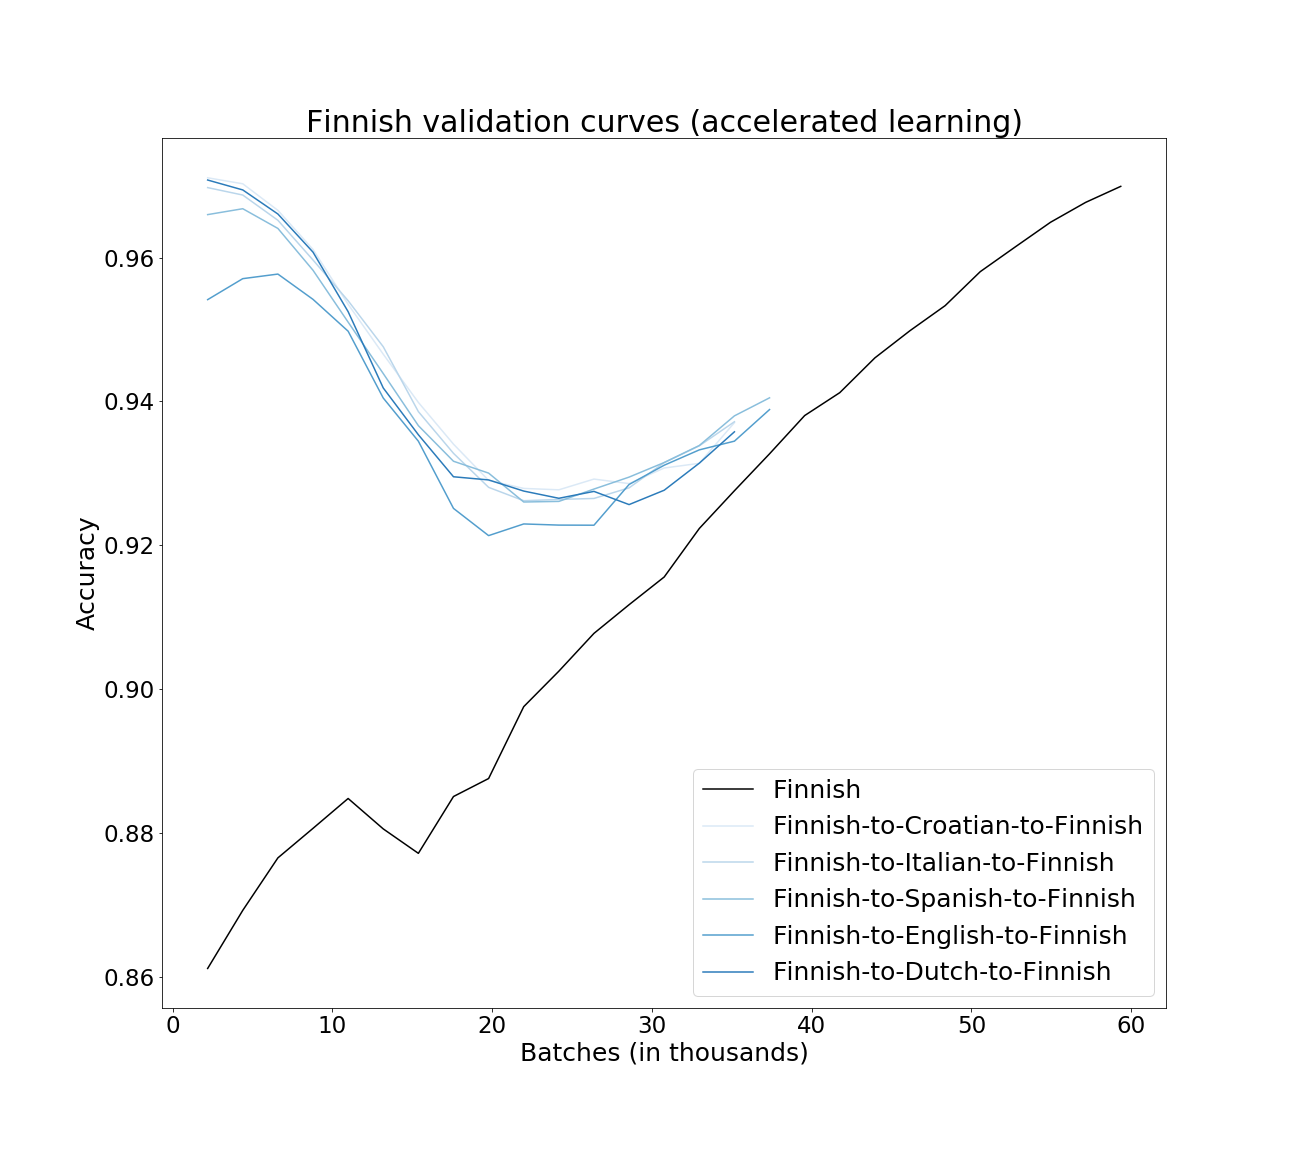 Finnish validation curves (accelerated learning)
Accuracy
0.96
0.94
0.92
0.90
0.88
0.86
Finnish
Finnish-to-Croatian-to-Finnish
Finnish-to-Italian-to-Finnish
Finnish-to-Spanish-to-Finnish
Finnish-to-English-to-Finnish
Finnish-to-Dutch-to-Finnish
0 10 20 30 40 50 60
Batches (in thousands)